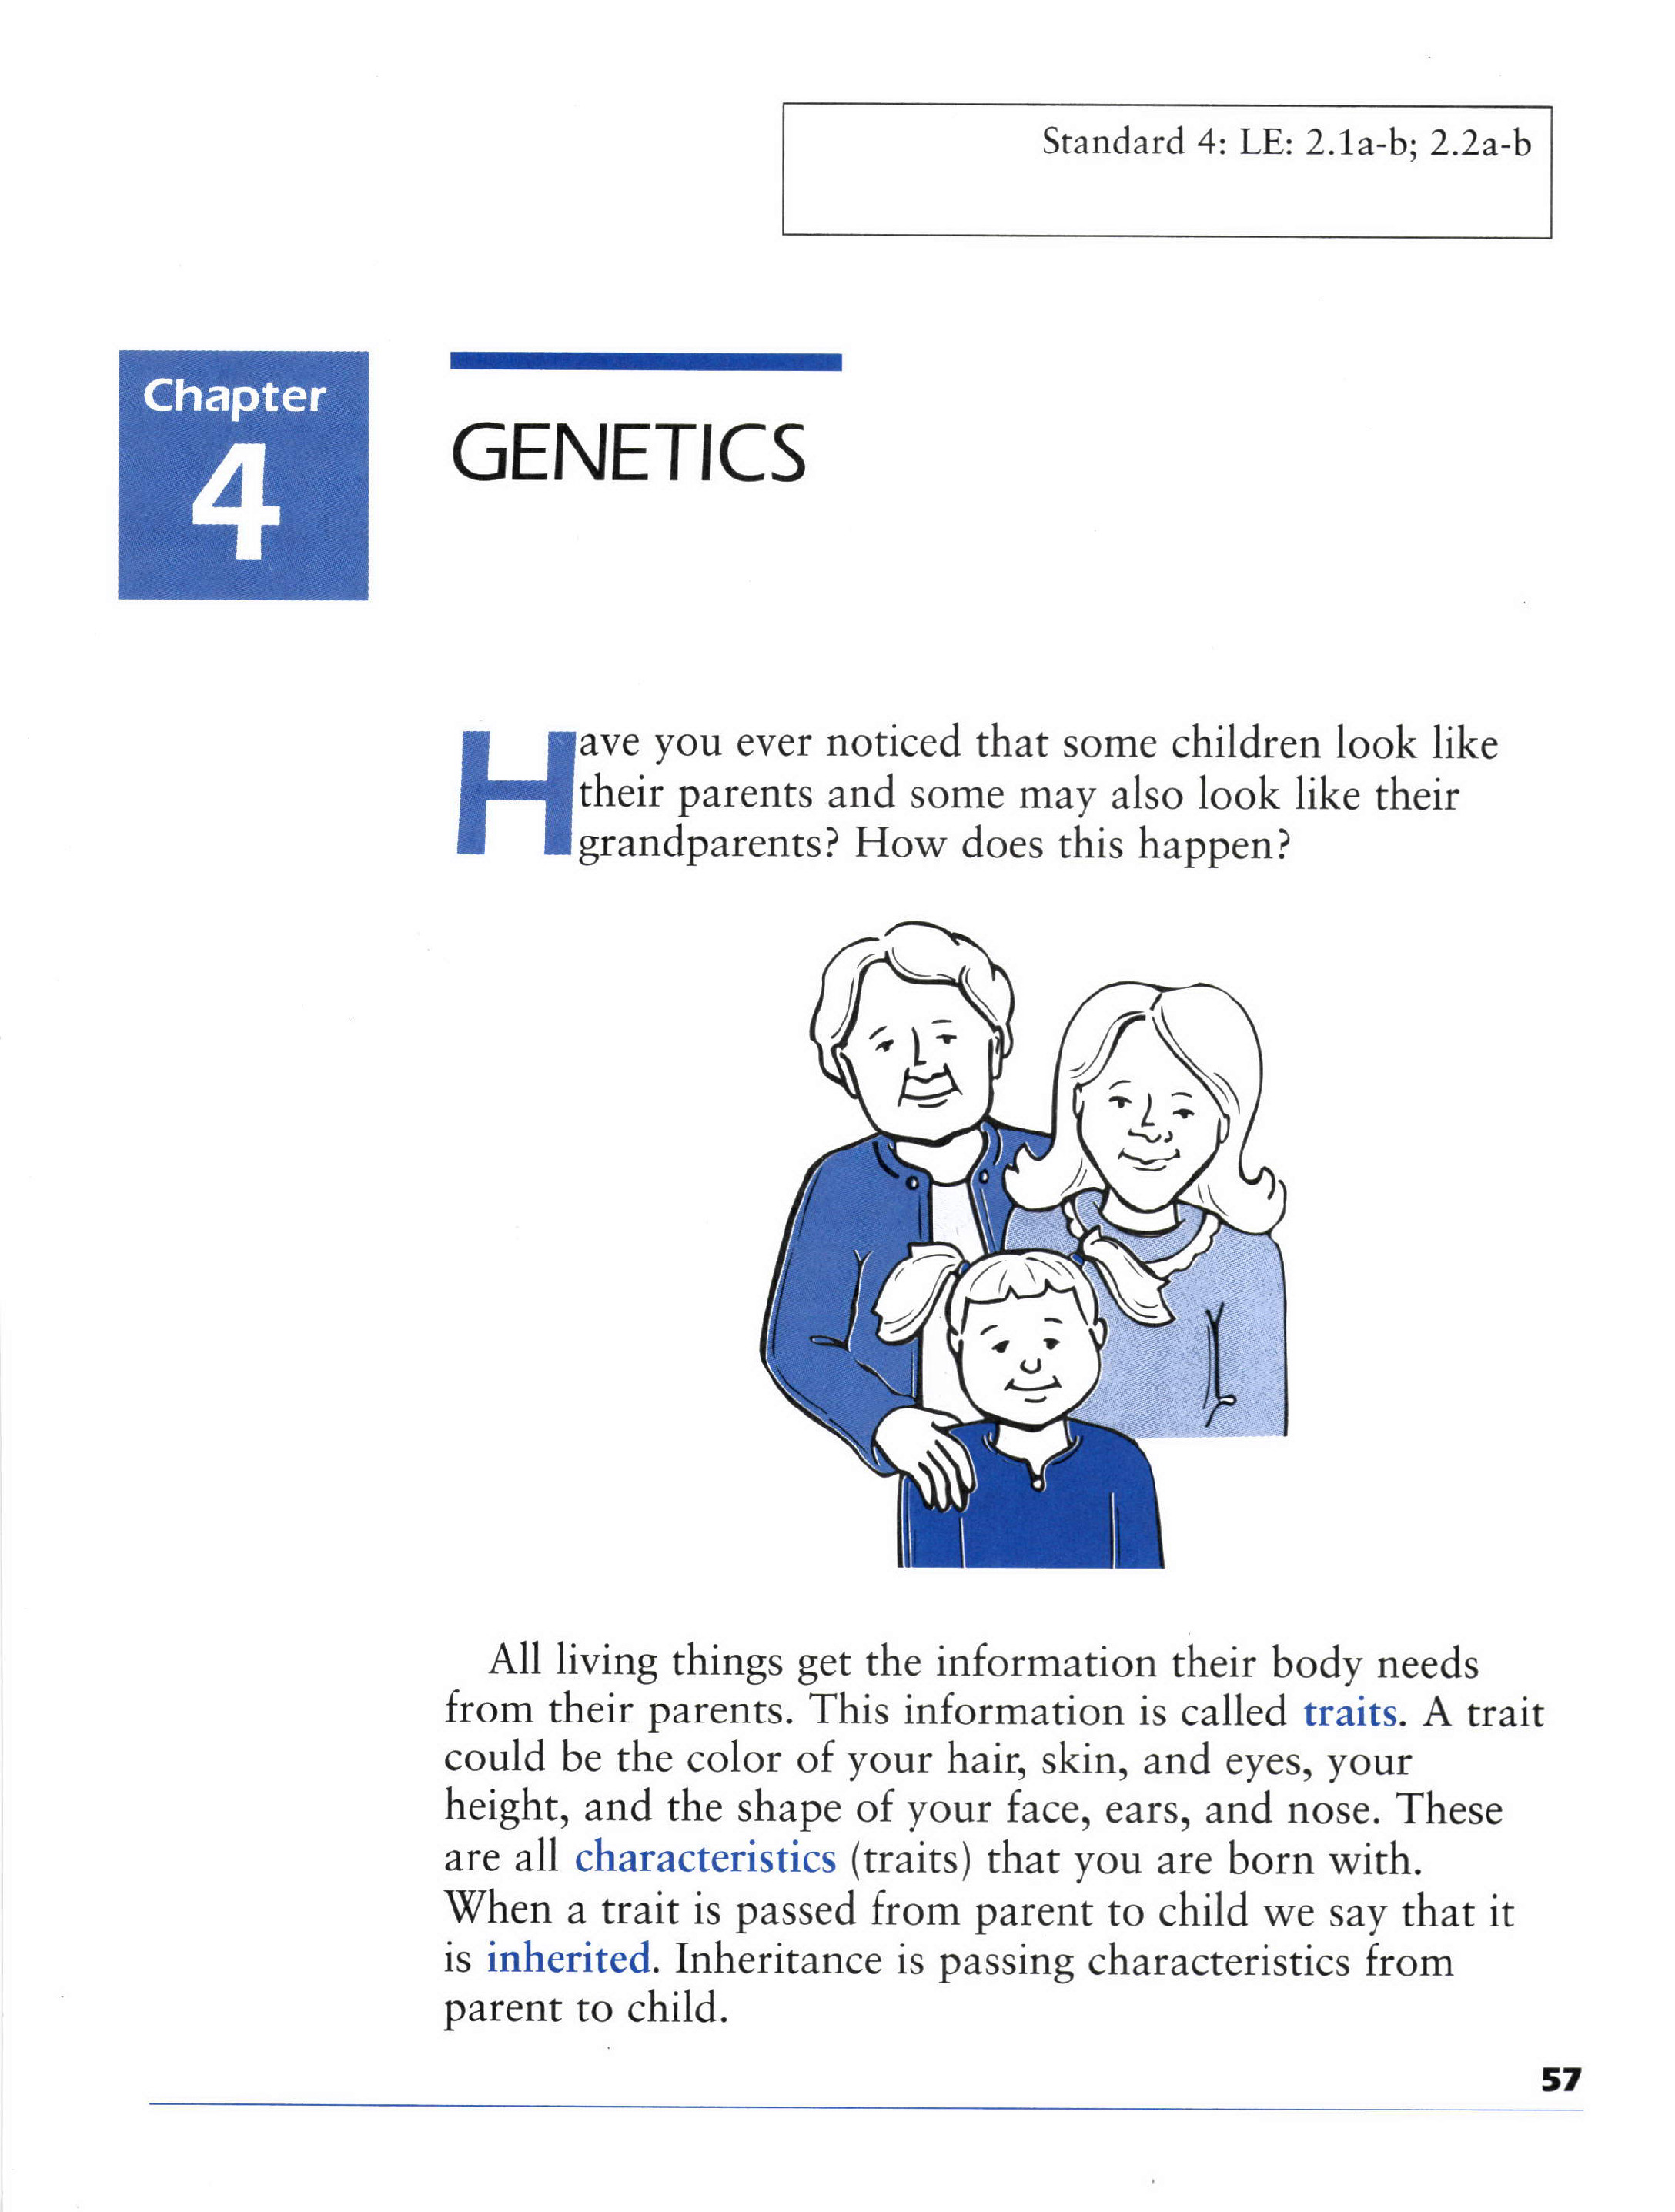 Standard 4: LE: 2.1a-b; 2.2a-b
Chapter
4
GENETICS
Have you ever noticed that some children look like
their parents and some may also look like their
grandparents? How does this happen?
All living things get the information their body needs
from their parents. This information is called traits. A trait
could be the color of your hair, skin, and eyes, your
height, and the shape of your face, ears, and nose. These
are all characteristics (traits) that you are born with.
When a trait is passed from parent to child we say that it
is inherited. Inheritance is passing characteristics from
parent to child.
57